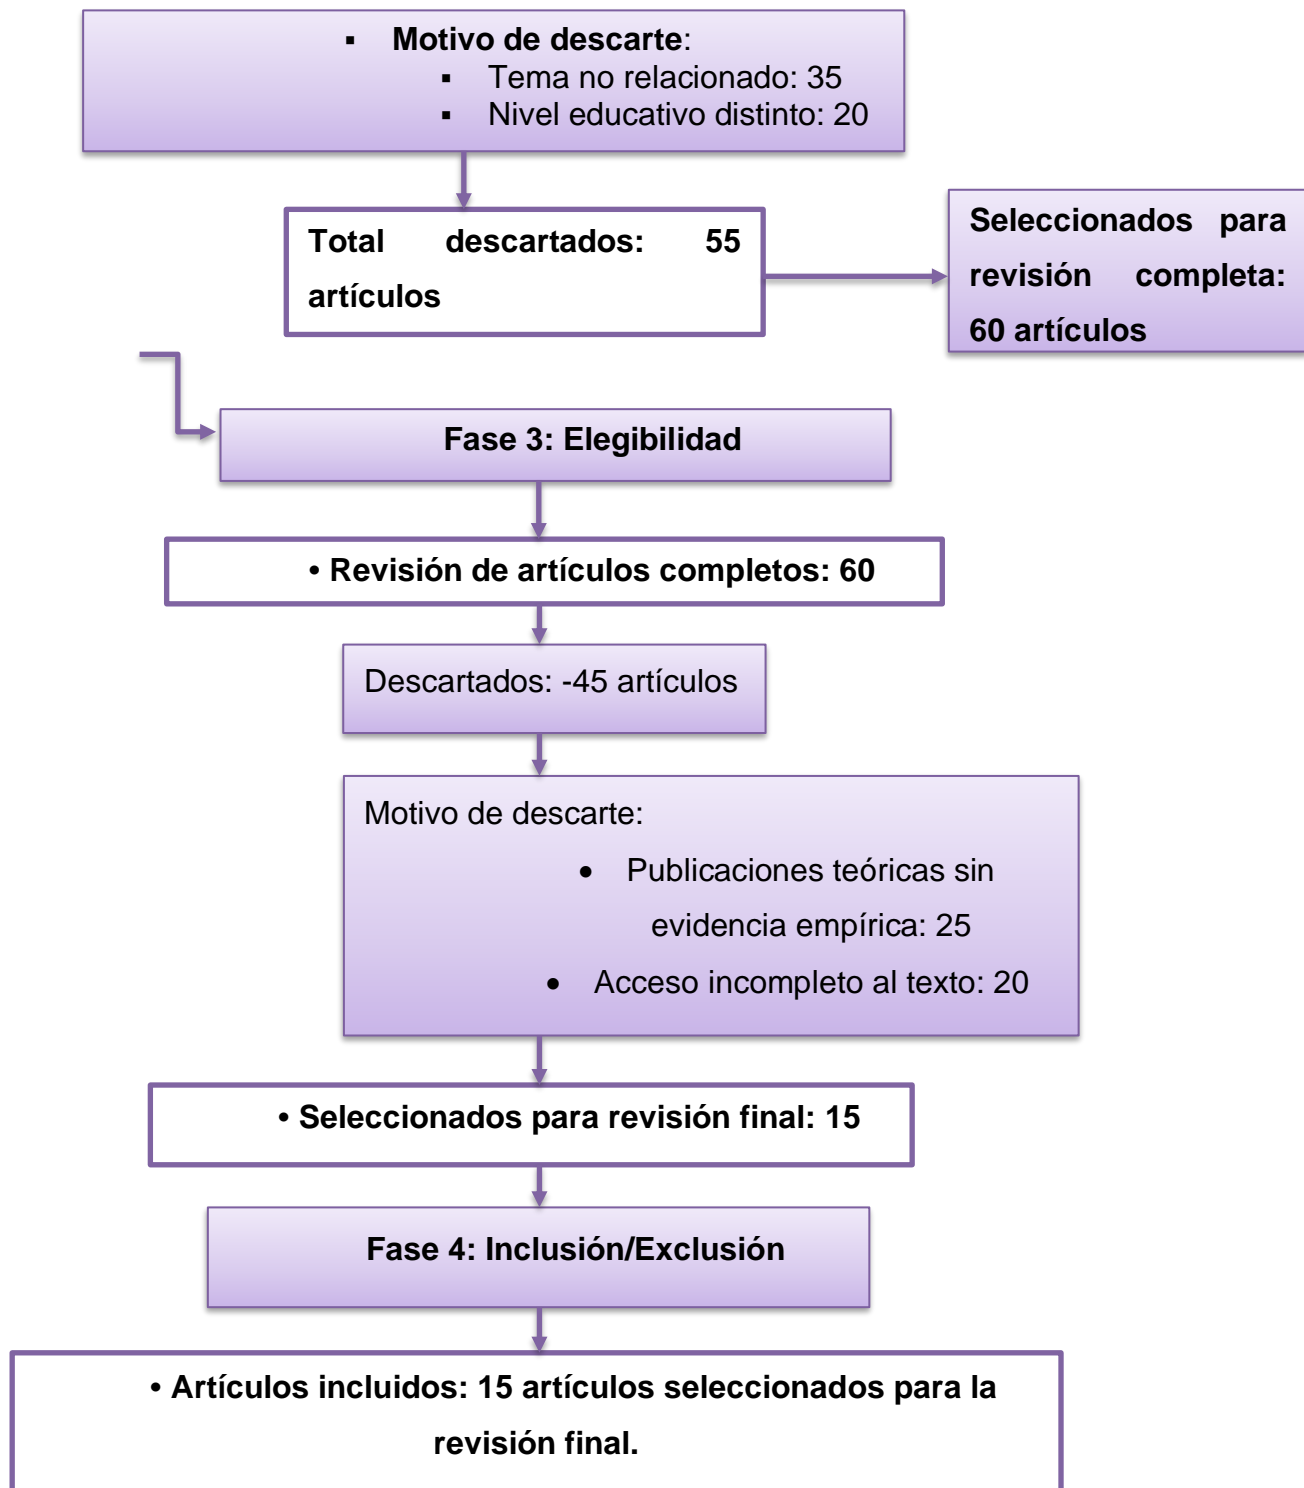 ▪ Motivo de descarte:
▪ Tema no relacionado: 35
▪ Nivel educativo distinto: 20
Total descartados: 55
artículos
Seleccionados para
revisión completa:
60 artículos
Fase 3: Elegibilidad
• Revisión de artículos completos: 60
Descartados: -45 artículos
Motivo de descarte:
• Publicaciones teóricas sin
evidencia empírica: 25
• Acceso incompleto al texto: 20
• Seleccionados para revisión final: 15
Fase 4: Inclusión/Exclusión
• Artículos incluidos: 15 artículos seleccionados para la
revisión final.